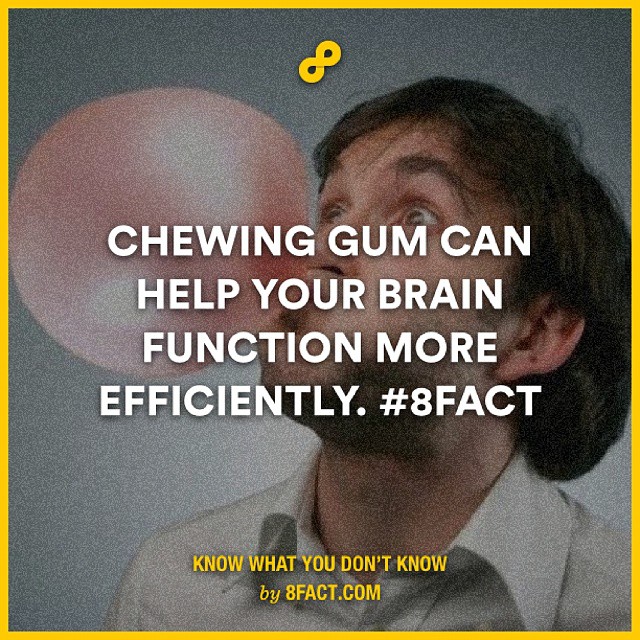 CHEWING GUM CAN
HELP YOUR BRAIN
FUNCTION MORE
EFFICIENTLY. #8FACT
KNOW WHAT YOU DON'T KNOW
by 8FACT.COM